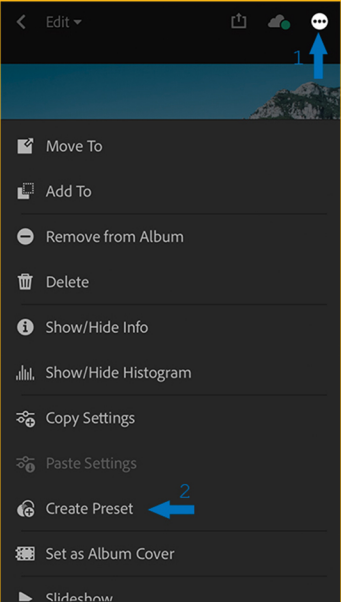 Edit
1
Move To
Add To
Remove from Album
Delete
Show/Hide Info
Show/Hide Histogram
Copy Settings
Paste Settings
2
Create Preset
Set as Album Cover
Slideshow